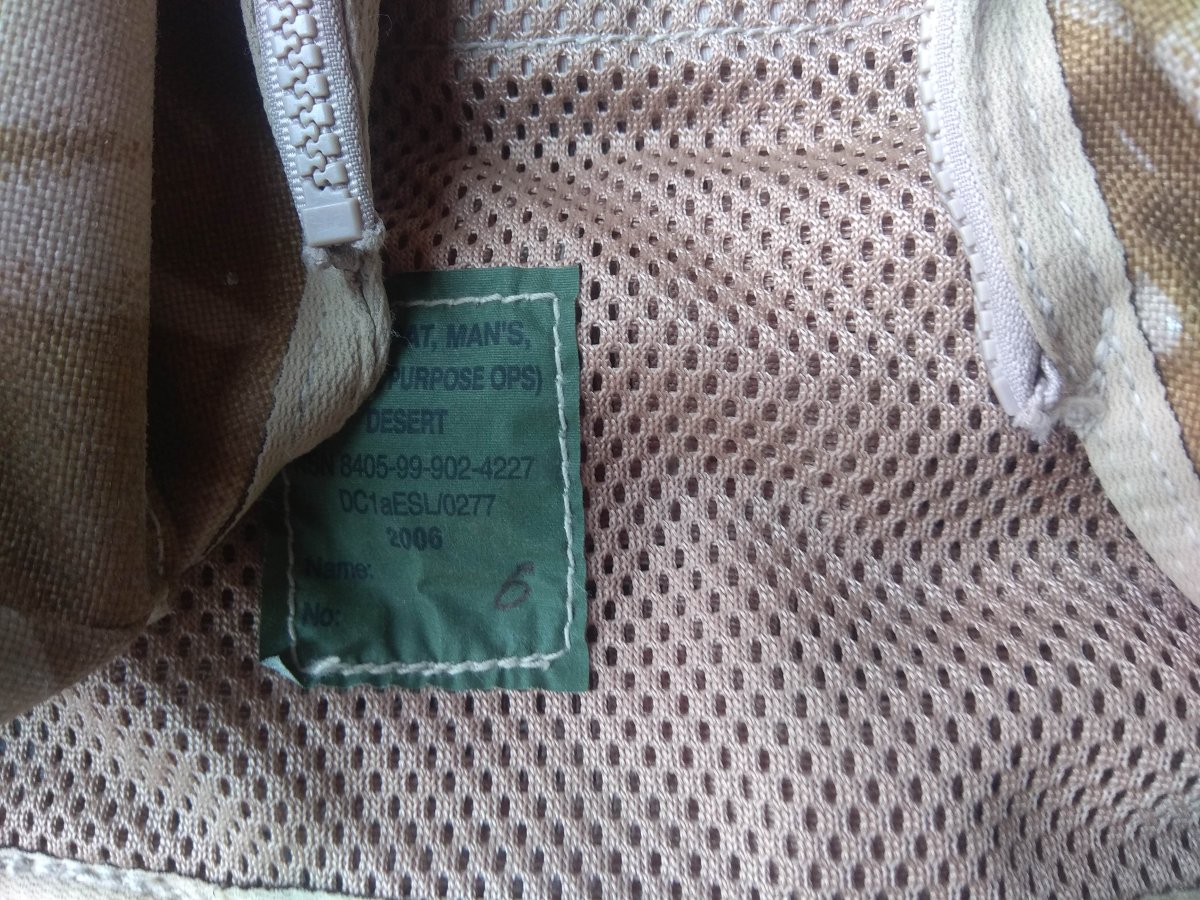 MAN'S,
PURPOSE OPS)
DESERT
8405-99-902-4227
DC1aESL/0277
2006
Name: 6
No: